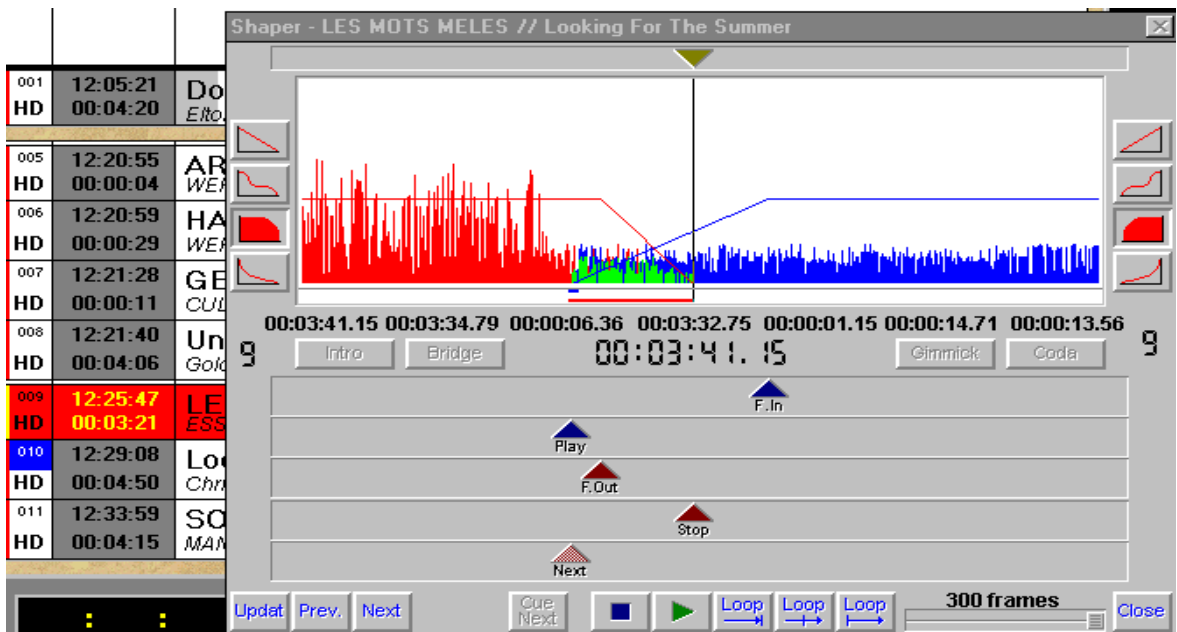 Shaper - LES MOTS MELES // Looking For The Summer
001 12:05:21 Do
HD 00:04:20 Elto
005 12:20:55 AR
HD 00:00:04 WER
006 12:20:59 HA
HD 00:00:29 WER
007 12:21:28 GE
HD 00:00:11 CUL
008 12:21:40 Un
HD 00:04:06 Gold
009 12:25:47 LE
HD 00:03:21 ESS
010 12:29:08 Loo
HD 00:04:50 Chri
011 12:33:59 SO
HD 00:04:15 MAN
00:03:41.15 00:03:34.79 00:00:06.36 00:03:32.75 00:00:01.15 00:00:14.71 00:00:13.56
9 Intro Bridge 00:03:41.15 Gimmick Coda 9
F.In
Play
F.Out
Stop
Next
Updat Prev. Next Cue Next Loop Loop Loop 300 frames Close